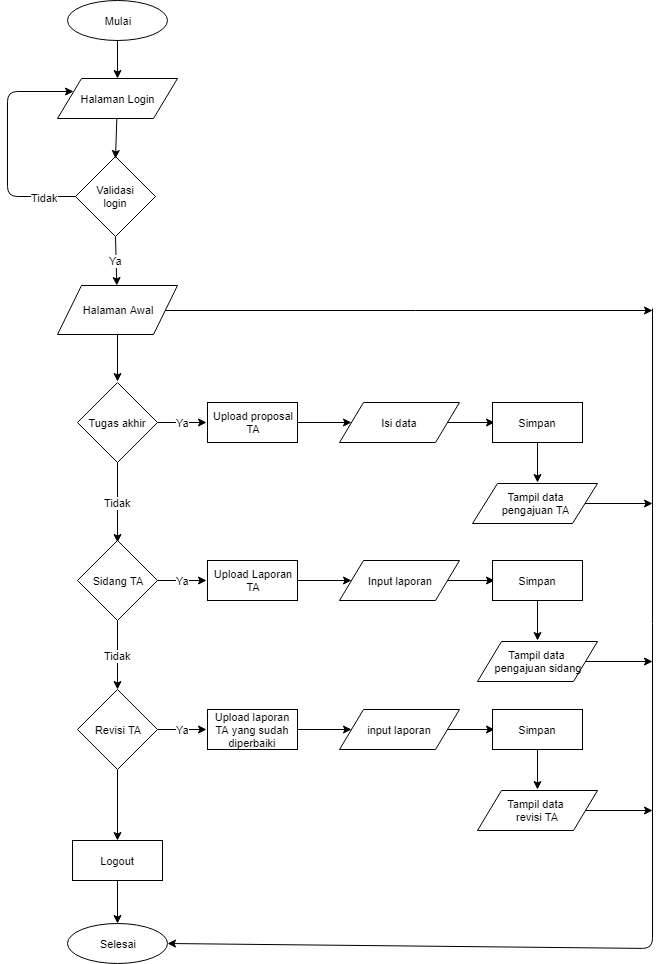 Mulai
Halaman Login
Validasi
login
Tidak
Ya
Halaman Awal
Tugas akhir
Ya
Upload proposal
TA
Isi data
Simpan
Tampil data
pengajuan TA
Tidak
Sidang TA
Ya
Upload Laporan
TA
Input laporan
Simpan
Tampil data
pengajuan sidang
Tidak
Revisi TA
Ya
Upload laporan
TA yang sudah
diperbaiki
input laporan
Simpan
Tampil data
revisi TA
Logout
Selesai